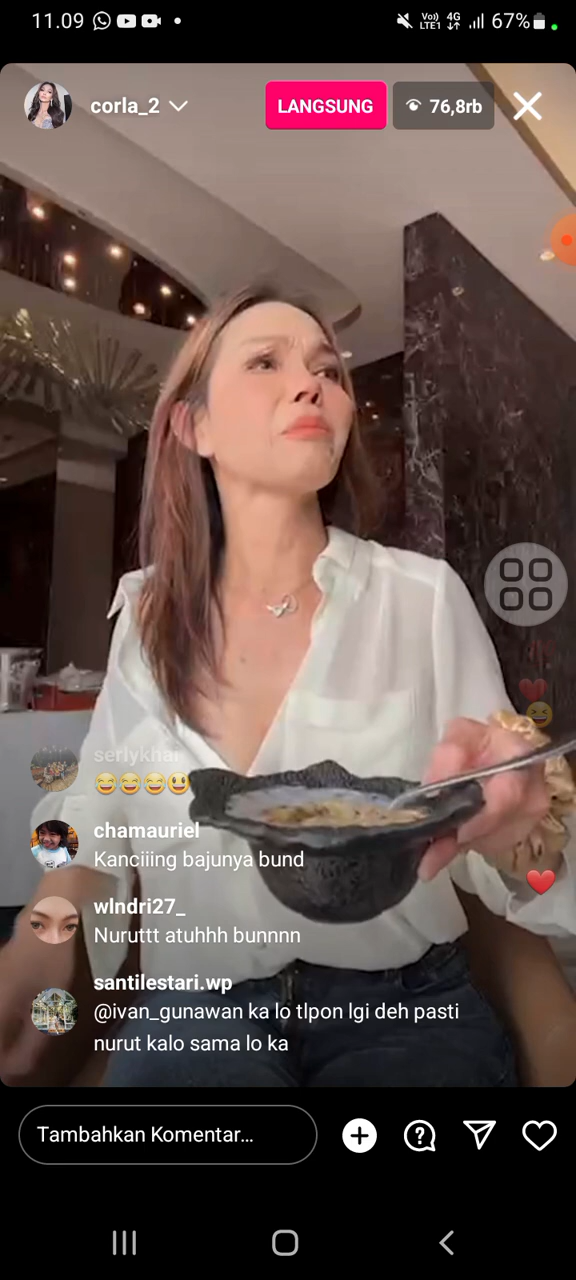 11.09
Vo)) 4G
LTE1
67%
corla_2
LANGSUNG
76,8rb
serlykhar
😂😂😂😃
chamauriel
Kanciiing bajunya bund
wlndri27_
Nuruttt atuhhh bunnnn
santilestari.wp
@ivan_gunawan ka lo tlpon lgi deh pasti
nurut kalo sama lo ka
Tambahkan Komentar...